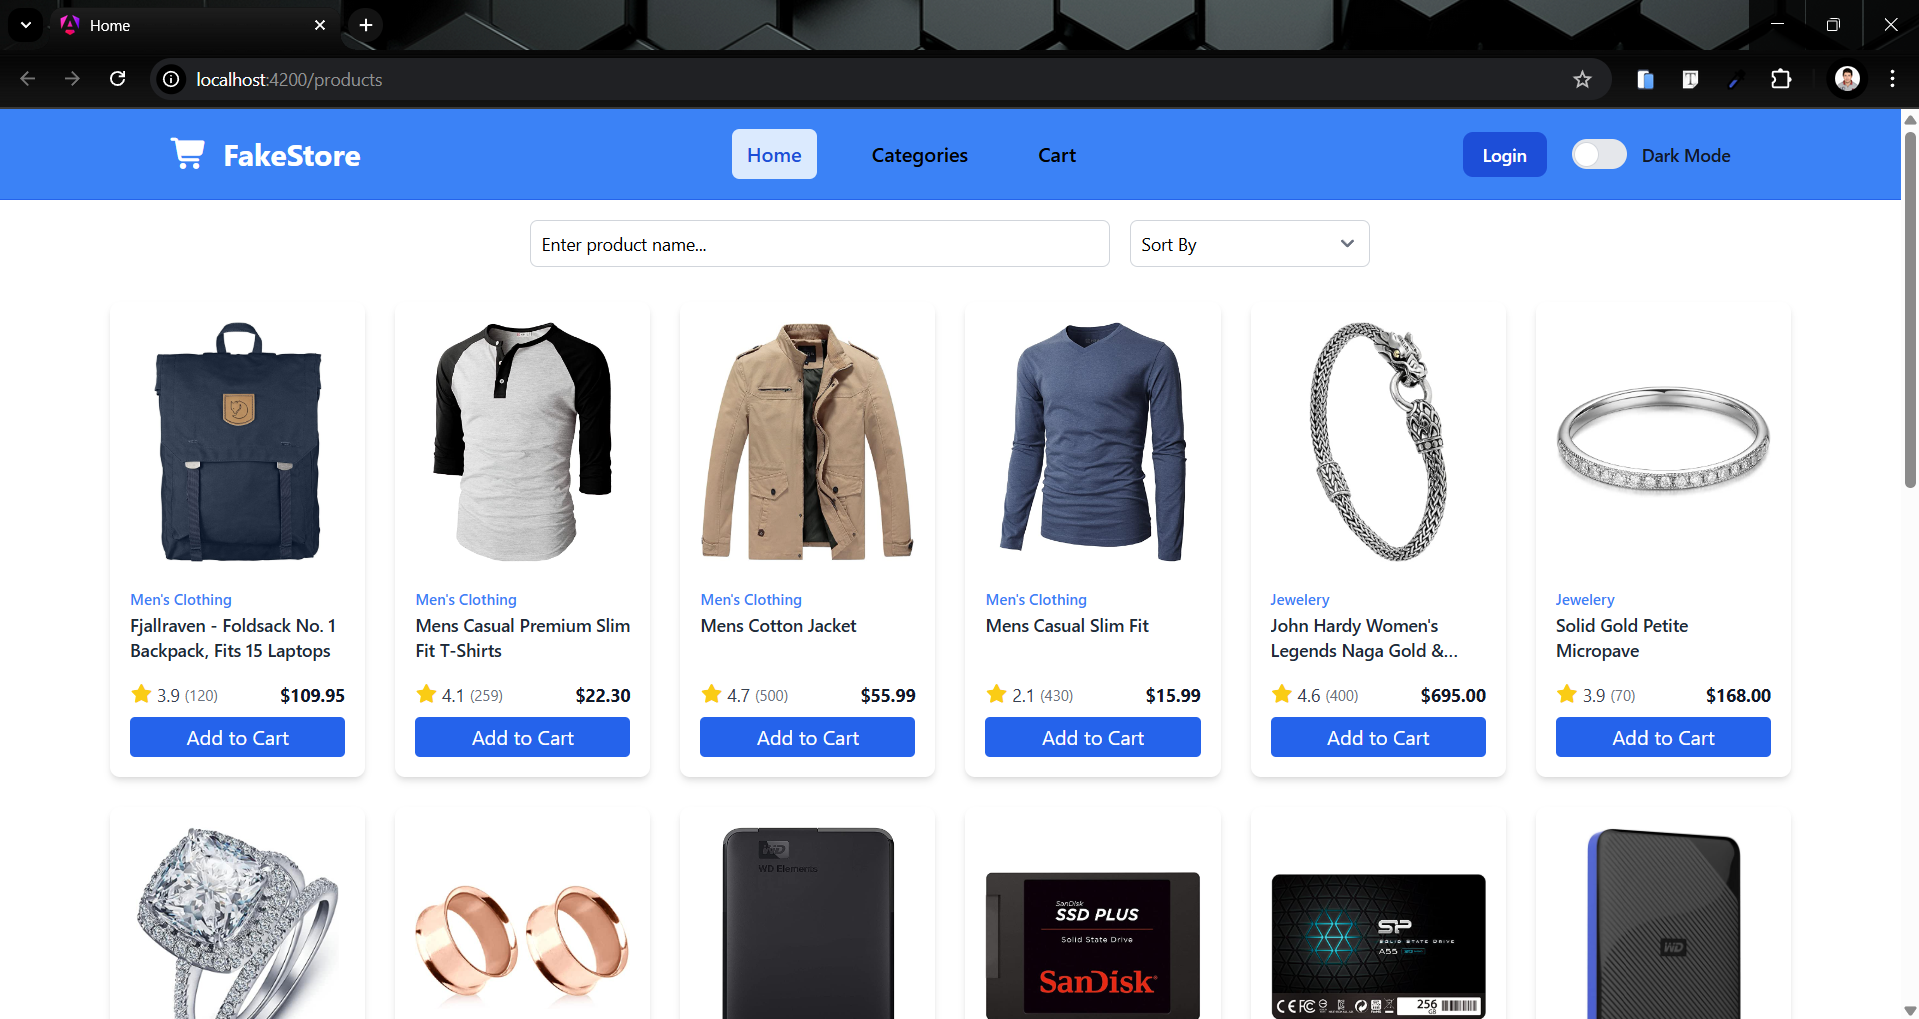 Home
localhost:4200/products
FakeStore
Home
Categories
Cart
Login
Dark Mode
Enter product name...
Sort By
Men's Clothing
Fjallraven - Foldsack No. 1
Backpack, Fits 15 Laptops
3.9 (120)
$109.95
Add to Cart
Men's Clothing
Mens Casual Premium Slim
Fit T-Shirts
4.1 (259)
$22.30
Add to Cart
Men's Clothing
Mens Cotton Jacket
4.7 (500)
$55.99
Add to Cart
Men's Clothing
Mens Casual Slim Fit
2.1 (430)
$15.99
Add to Cart
Jewelery
John Hardy Women's
Legends Naga Gold &...
4.6 (400)
$695.00
Add to Cart
Jewelery
Solid Gold Petite
Micropave
3.9 (70)
$168.00
Add to Cart
WD
WD Elements
SanDisk
SSD PLUS
Solid State Drive
SanDisk
SP
SOLID STATE DRIVE
A55
256
GB
WD